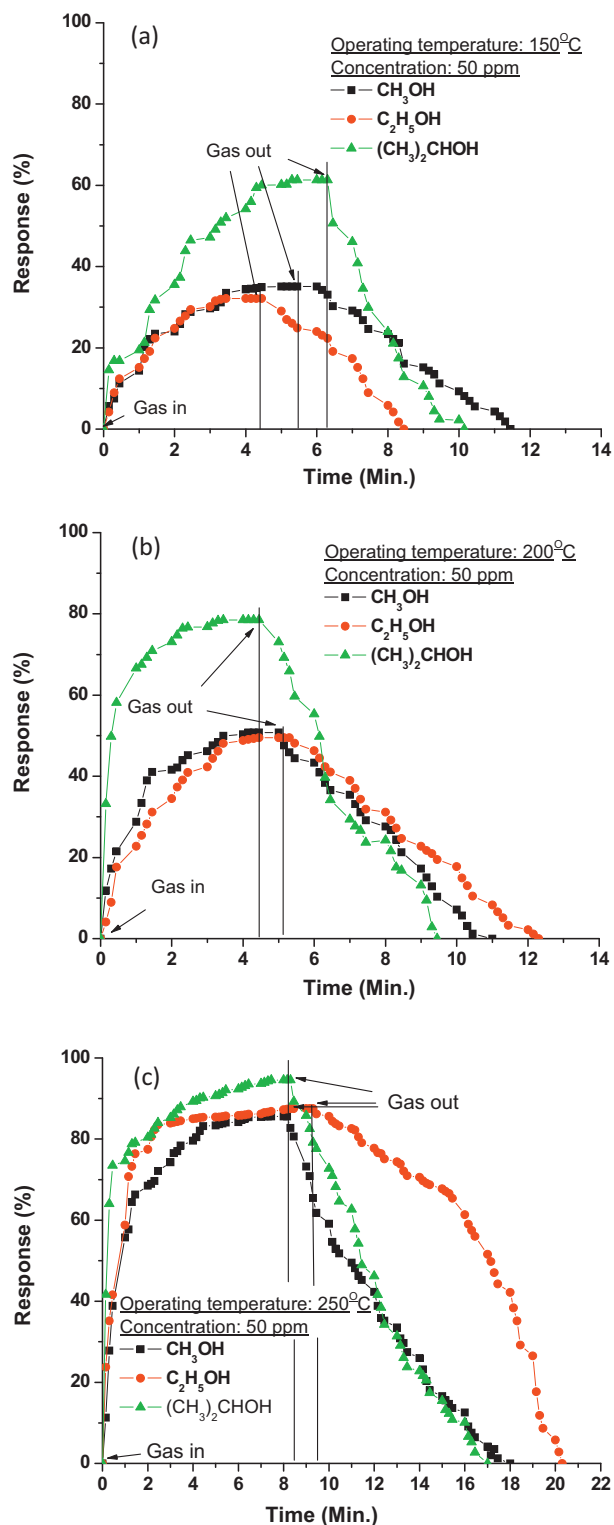 (a)
Operating temperature: 150°C
Concentration: 50 ppm
CH₃OH
C₂H₅OH
(CH₃)₂CHOH
Gas out
Gas in
Response (%)
100
80
60
40
20
0
0 2 4 6 8 10 12 14
Time (Min.)
(b)
Operating temperature: 200°C
Concentration: 50 ppm
CH₃OH
C₂H₅OH
(CH₃)₂CHOH
Gas out
Gas in
Response (%)
100
80
60
40
20
0
0 2 4 6 8 10 12 14
Time (Min.)
(c)
Gas out
Operating temperature: 250°C
Concentration: 50 ppm
CH₃OH
C₂H₅OH
(CH₃)₂CHOH
Gas in
Response (%)
100
80
60
40
20
0
0 2 4 6 8 10 12 14 16 18 20 22
Time (Min.)